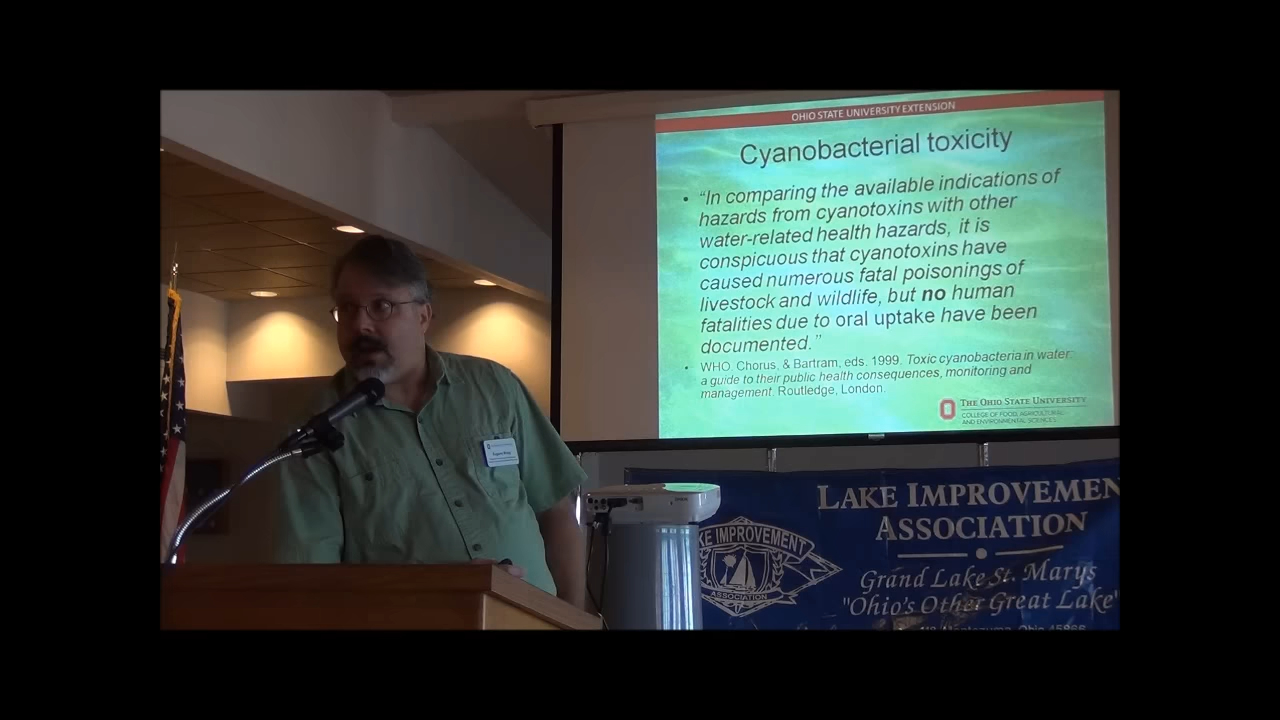 OHIO STATE UNIVERSITY EXTENSION
Cyanobacterial toxicity
• “In comparing the available indications of
hazards from cyanotoxins with other
water-related health hazards, it is
conspicuous that cyanotoxins have
caused numerous fatal poisonings of
livestock and wildlife, but no human
fatalities due to oral uptake have been
documented.”
• WHO. Chorus, & Bartram, eds. 1999. Toxic cyanobacteria in water:
a guide to their public health consequences, monitoring and
management. Routledge, London.
THE OHIO STATE UNIVERSITY
COLLEGE OF FOOD, AGRICULTURAL,
AND ENVIRONMENTAL SCIENCES
LAKE IMPROVEMEN
ASSOCIATION
Grand Lake St. Marys
"Ohio's Other Great Lake"
Montezuma, Ohio 45866
KE IMPROVEMENT
ASSOCIATION